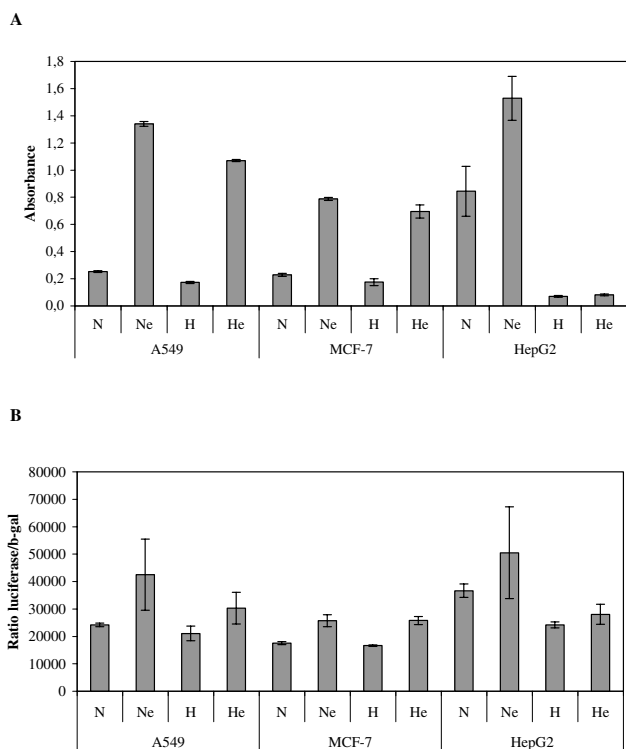 A
1,8
1,6
1,4
1,2
1,0
0,8
0,6
0,4
0,2
0,0
Absorbance
N Ne H He N Ne H He N Ne H He
A549 MCF-7 HepG2
B
80000
70000
60000
50000
40000
30000
20000
10000
0
Ratio luciferase/b-gal
N Ne H He N Ne H He N Ne H He
A549 MCF-7 HepG2